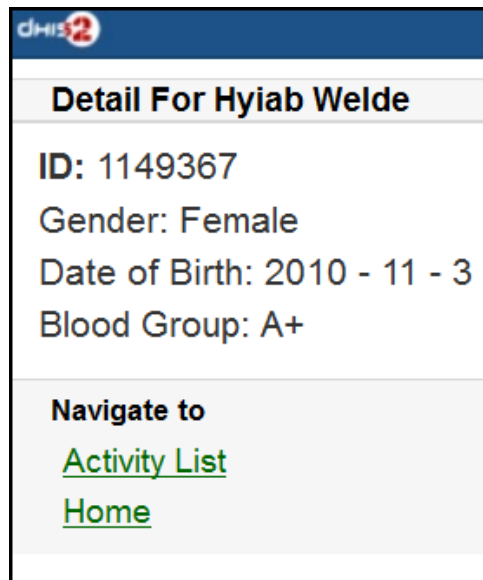 dHIS2
Detail For Hyiab Welde
ID: 1149367
Gender: Female
Date of Birth: 2010 - 11 - 3
Blood Group: A+
Navigate to
Activity List
Home